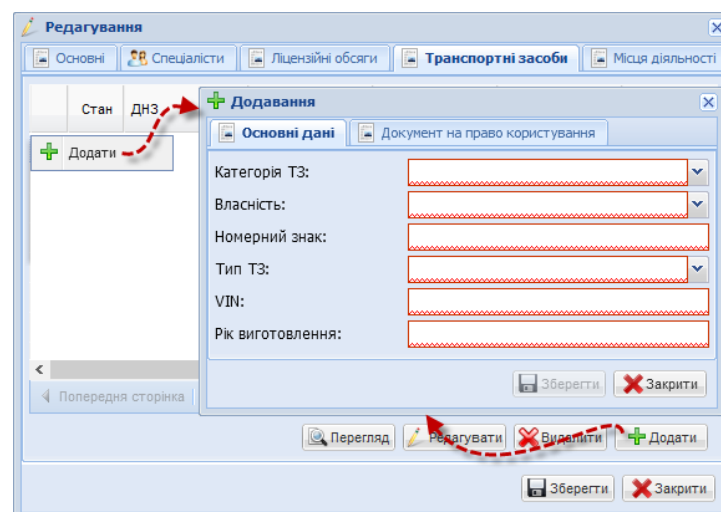 Редагування
Основні Спеціалісти Ліцензійні обсяги Транспортні засоби Місця діяльності
Стан ДНЗ
Додати
Додавання
Основні дані Документ на право користування
Категорія ТЗ:
Власність:
Номерний знак:
Тип ТЗ:
VIN:
Рік виготовлення:
Зберегти Закрити
Попередня сторінка
Перегляд Редагувати Видалити Додати
Зберегти Закрити